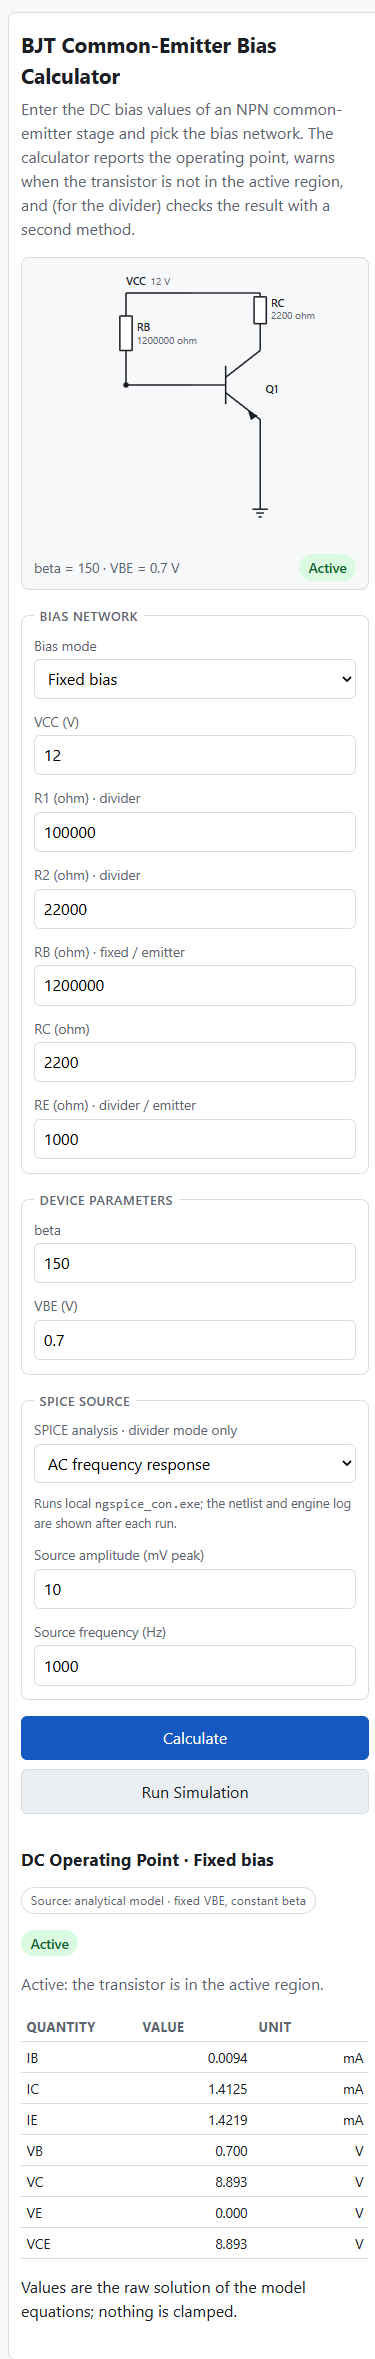 BJT Common-Emitter Bias
Calculator
Enter the DC bias values of an NPN common-
emitter stage and pick the bias network. The
calculator reports the operating point, warns
when the transistor is not in the active region,
and (for the divider) checks the result with a
second method.
VCC 12 V
RC
2200 ohm
RB
1200000 ohm
Q1
beta = 150 · VBE = 0.7 V
Active
BIAS NETWORK
Bias mode
Fixed bias
VCC (V)
12
R1 (ohm) · divider
100000
R2 (ohm) · divider
22000
RB (ohm) · fixed / emitter
1200000
RC (ohm)
2200
RE (ohm) · divider / emitter
1000
DEVICE PARAMETERS
beta
150
VBE (V)
0.7
SPICE SOURCE
SPICE analysis · divider mode only
AC frequency response
Runs local ngspice_con.exe; the netlist and engine log
are shown after each run.
Source amplitude (mV peak)
10
Source frequency (Hz)
1000
Calculate
Run Simulation
DC Operating Point · Fixed bias
Source: analytical model · fixed VBE, constant beta
Active
Active: the transistor is in the active region.
QUANTITY VALUE UNIT
IB 0.0094 mA
IC 1.4125 mA
IE 1.4219 mA
VB 0.700 V
VC 8.893 V
VE 0.000 V
VCE 8.893 V
Values are the raw solution of the model
equations; nothing is clamped.